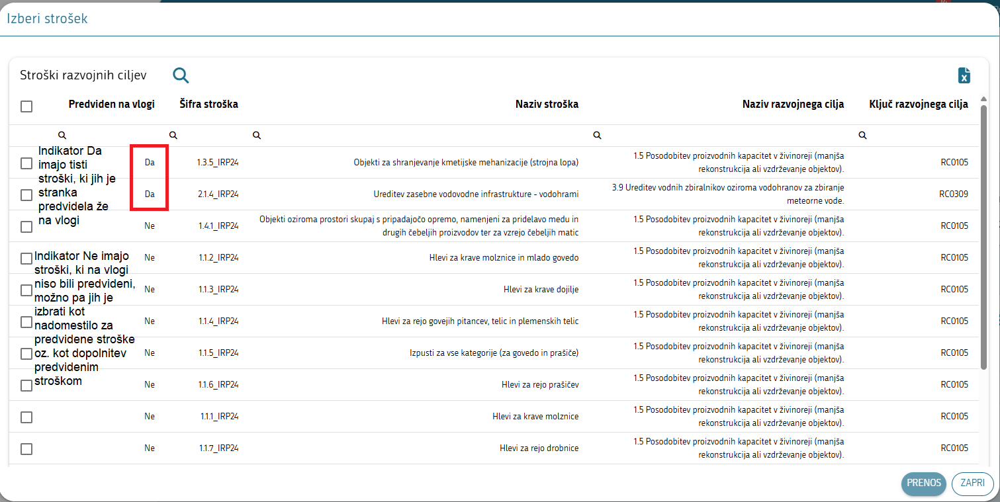 Izberi strošek
Stroški razvojnih ciljev
Predviden na vlogi Šifra stroška Naziv stroška Naziv razvojnega cilja Ključ razvojnega cilja
Indikator Da
imajo tisti
stroški, ki jih je
stranka
predvidela že
na vlogi
Da 1.3.5_IRP24 Objekti za shranjevanje kmetijske mehanizacije (strojna lopa) 1.5 Posodobitev proizvodnih kapacitet v živinoreji (manjša
rekonstrukcija ali vzdrževanje objektov). RC0105
Da 2.1.4_IRP24 Ureditev zasebne vodovodne infrastrukture - vodohrami 3.9 Ureditev vodnih zbiralnikov oziroma vodohranov za zbiranje
meteorne vode. RC0309
Ne 1.4.1_IRP24 Objekti oziroma prostori skupaj s pripadajočo opremo, namenjeni za pridelavo medu in
drugih čebeljih proizvodov ter za vzrejo čebeljih matic 1.5 Posodobitev proizvodnih kapacitet v živinoreji (manjša
rekonstrukcija ali vzdrževanje objektov). RC0105
Indikator Ne imajo
stroški, ki na vlogi
niso bili predvideni,
možno pa jih je
izbrati kot
nadomestilo za
predvidene stroške
oz. kot dopolnitev
predvidenim
stroškom
Ne 1.1.2_IRP24 Hlevi za krave molznice in mlado govedo 1.5 Posodobitev proizvodnih kapacitet v živinoreji (manjša
rekonstrukcija ali vzdrževanje objektov). RC0105
Ne 1.1.3_IRP24 Hlevi za krave dojilje 1.5 Posodobitev proizvodnih kapacitet v živinoreji (manjša
rekonstrukcija ali vzdrževanje objektov). RC0105
Ne 1.1.4_IRP24 Hlevi za rejo govejih pitancev, telic in plemenskih telic 1.5 Posodobitev proizvodnih kapacitet v živinoreji (manjša
rekonstrukcija ali vzdrževanje objektov). RC0105
Ne 1.1.5_IRP24 Izpusti za vse kategorije (za govedo in prašiče) 1.5 Posodobitev proizvodnih kapacitet v živinoreji (manjša
rekonstrukcija ali vzdrževanje objektov). RC0105
Ne 1.1.6_IRP24 Hlevi za rejo prašičev 1.5 Posodobitev proizvodnih kapacitet v živinoreji (manjša
rekonstrukcija ali vzdrževanje objektov). RC0105
Ne 1.1.1_IRP24 Hlevi za krave molznice 1.5 Posodobitev proizvodnih kapacitet v živinoreji (manjša
rekonstrukcija ali vzdrževanje objektov). RC0105
Ne 1.1.7_IRP24 Hlevi za rejo drobnice 1.5 Posodobitev proizvodnih kapacitet v živinoreji (manjša
rekonstrukcija ali vzdrževanje objektov). RC0105
PRENOS ZAPRI